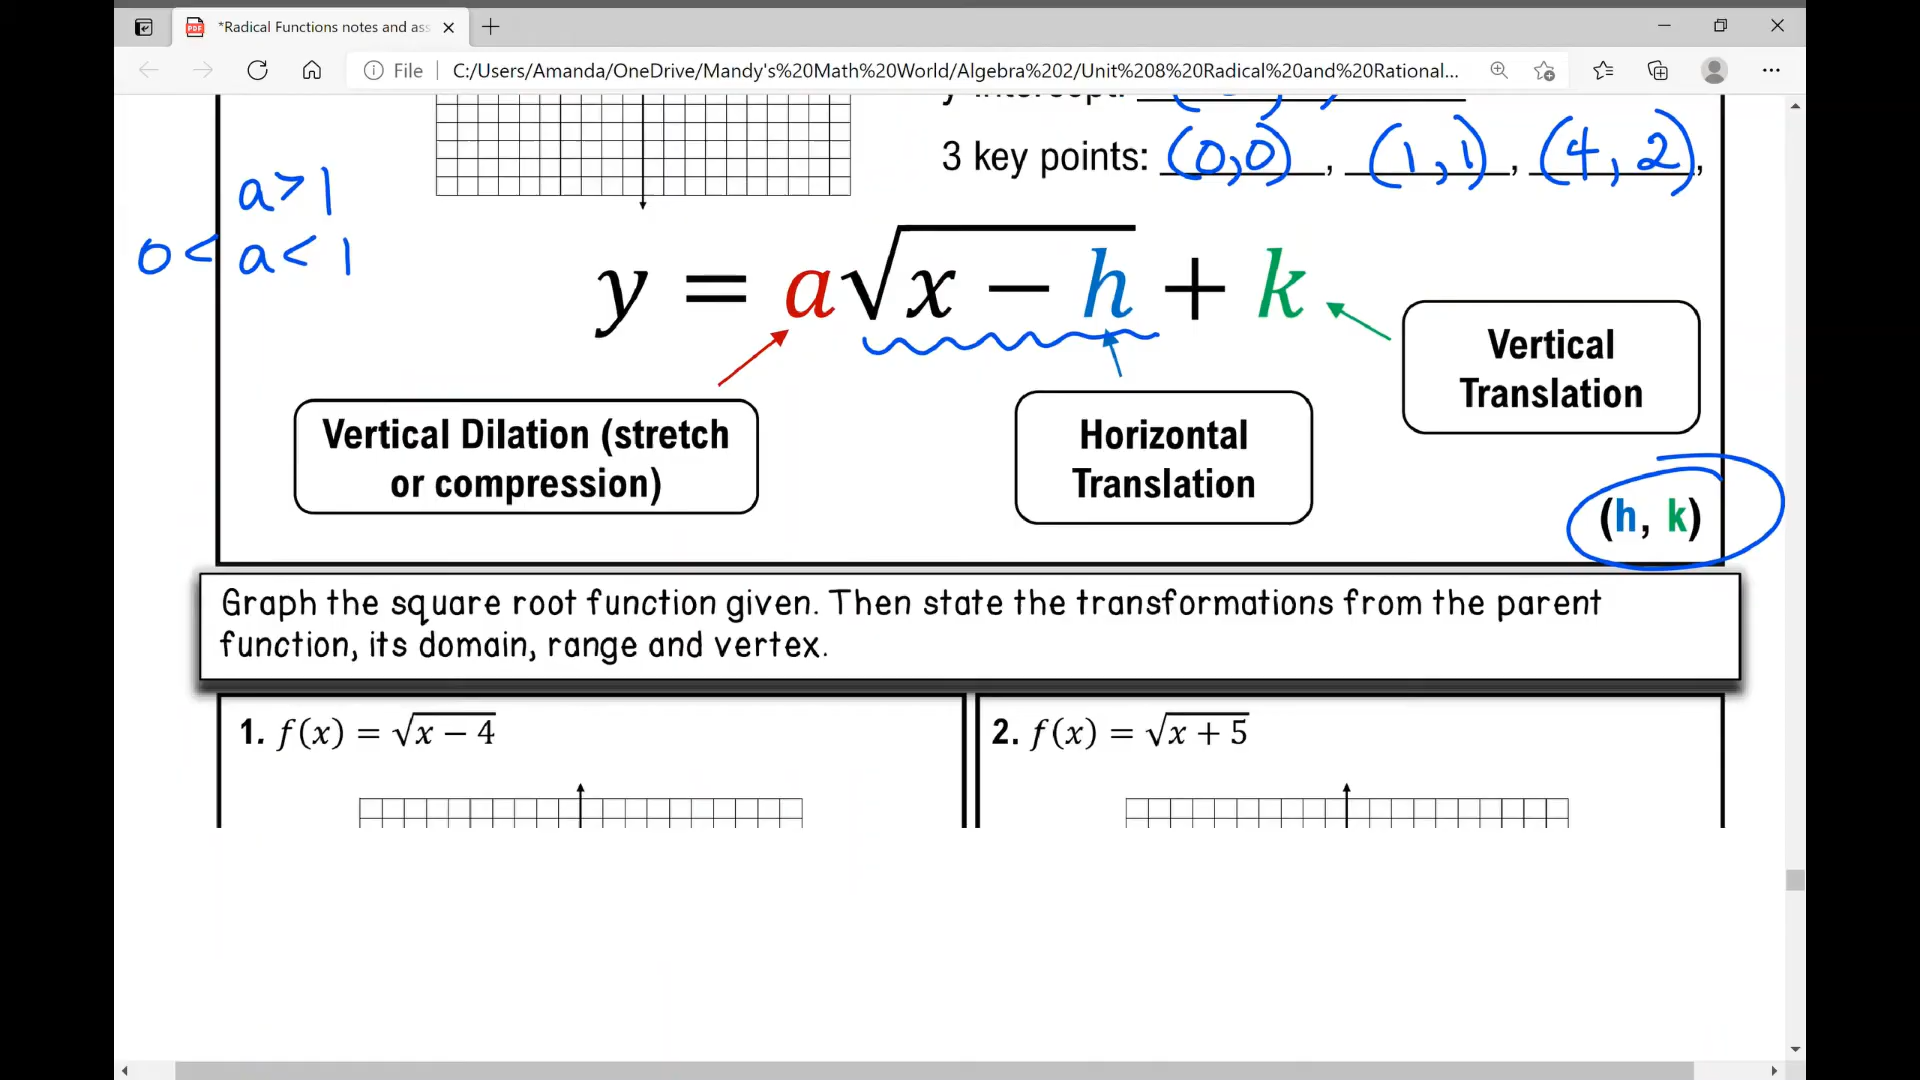 *Radical Functions notes and ass
File C:/Users/Amanda/OneDrive/Mandy's%20Math%20World/Algebra%202/Unit%208%20Radical%20and%20Rational...
3 key points: (0,0), (1,1), (4,2),
a>1
0<a<1
y = a√x − h + k
Vertical
Translation
Vertical Dilation (stretch
or compression)
Horizontal
Translation
(h, k)
Graph the square root function given. Then state the transformations from the parent
function, its domain, range and vertex.
1. f(x) = √x − 4
2. f(x) = √x + 5